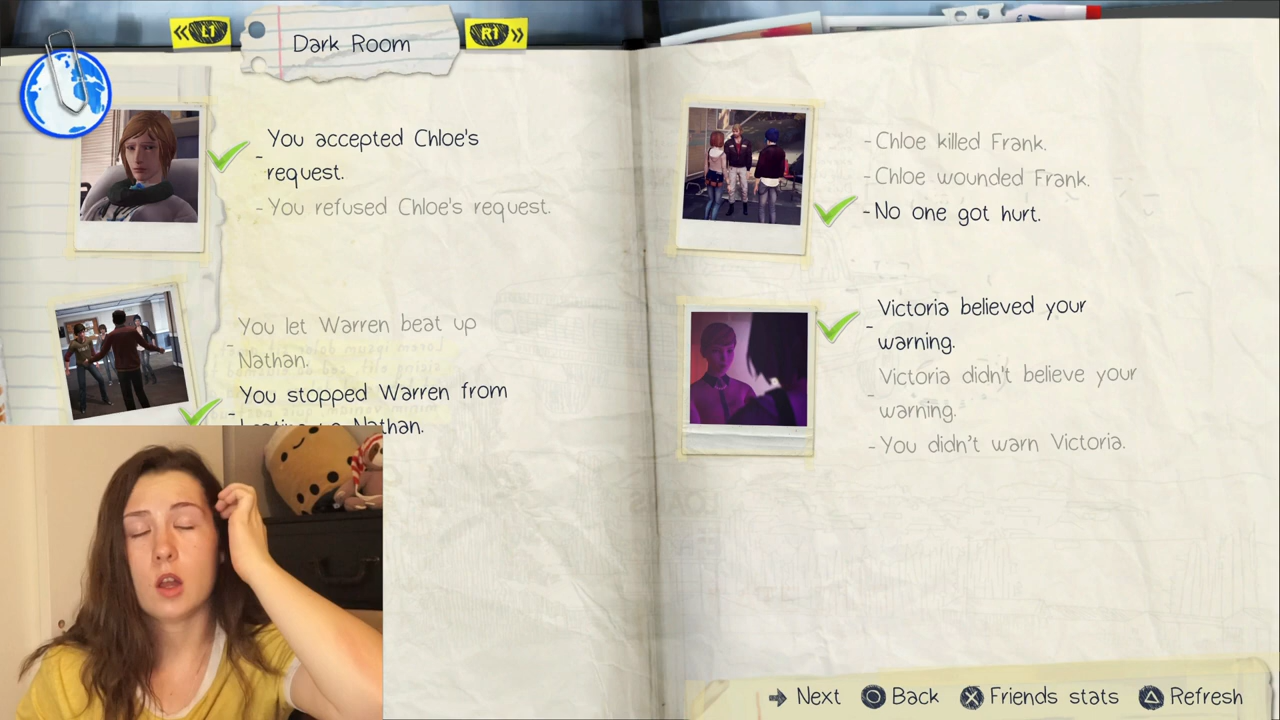 L1
Dark Room
R1
You accepted Chloe's
- request.
- You refused Chloe's request.
You let Warren beat up
- Nathan.
You stopped Warren from
- Nathan.
- Chloe killed Frank.
- Chloe wounded Frank.
- No one got hurt.
Victoria believed your
- warning.
Victoria didn't believe your
- warning.
- You didn't warn Victoria.
Next Back Friends stats Refresh